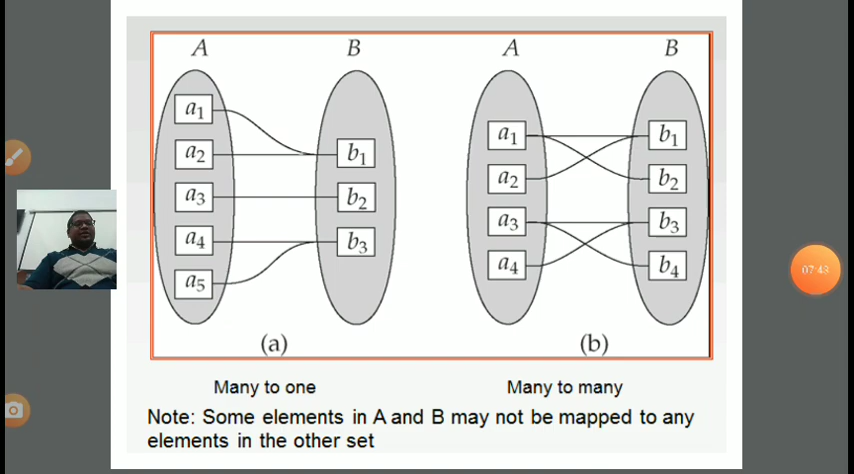 A B A B
a1
a2 b1
a3 b2
a4 b3
a5
a1 b1
a2 b2
a3 b3
a4 b4
(a) (b)
Many to one Many to many
Note: Some elements in A and B may not be mapped to any
elements in the other set
07:43